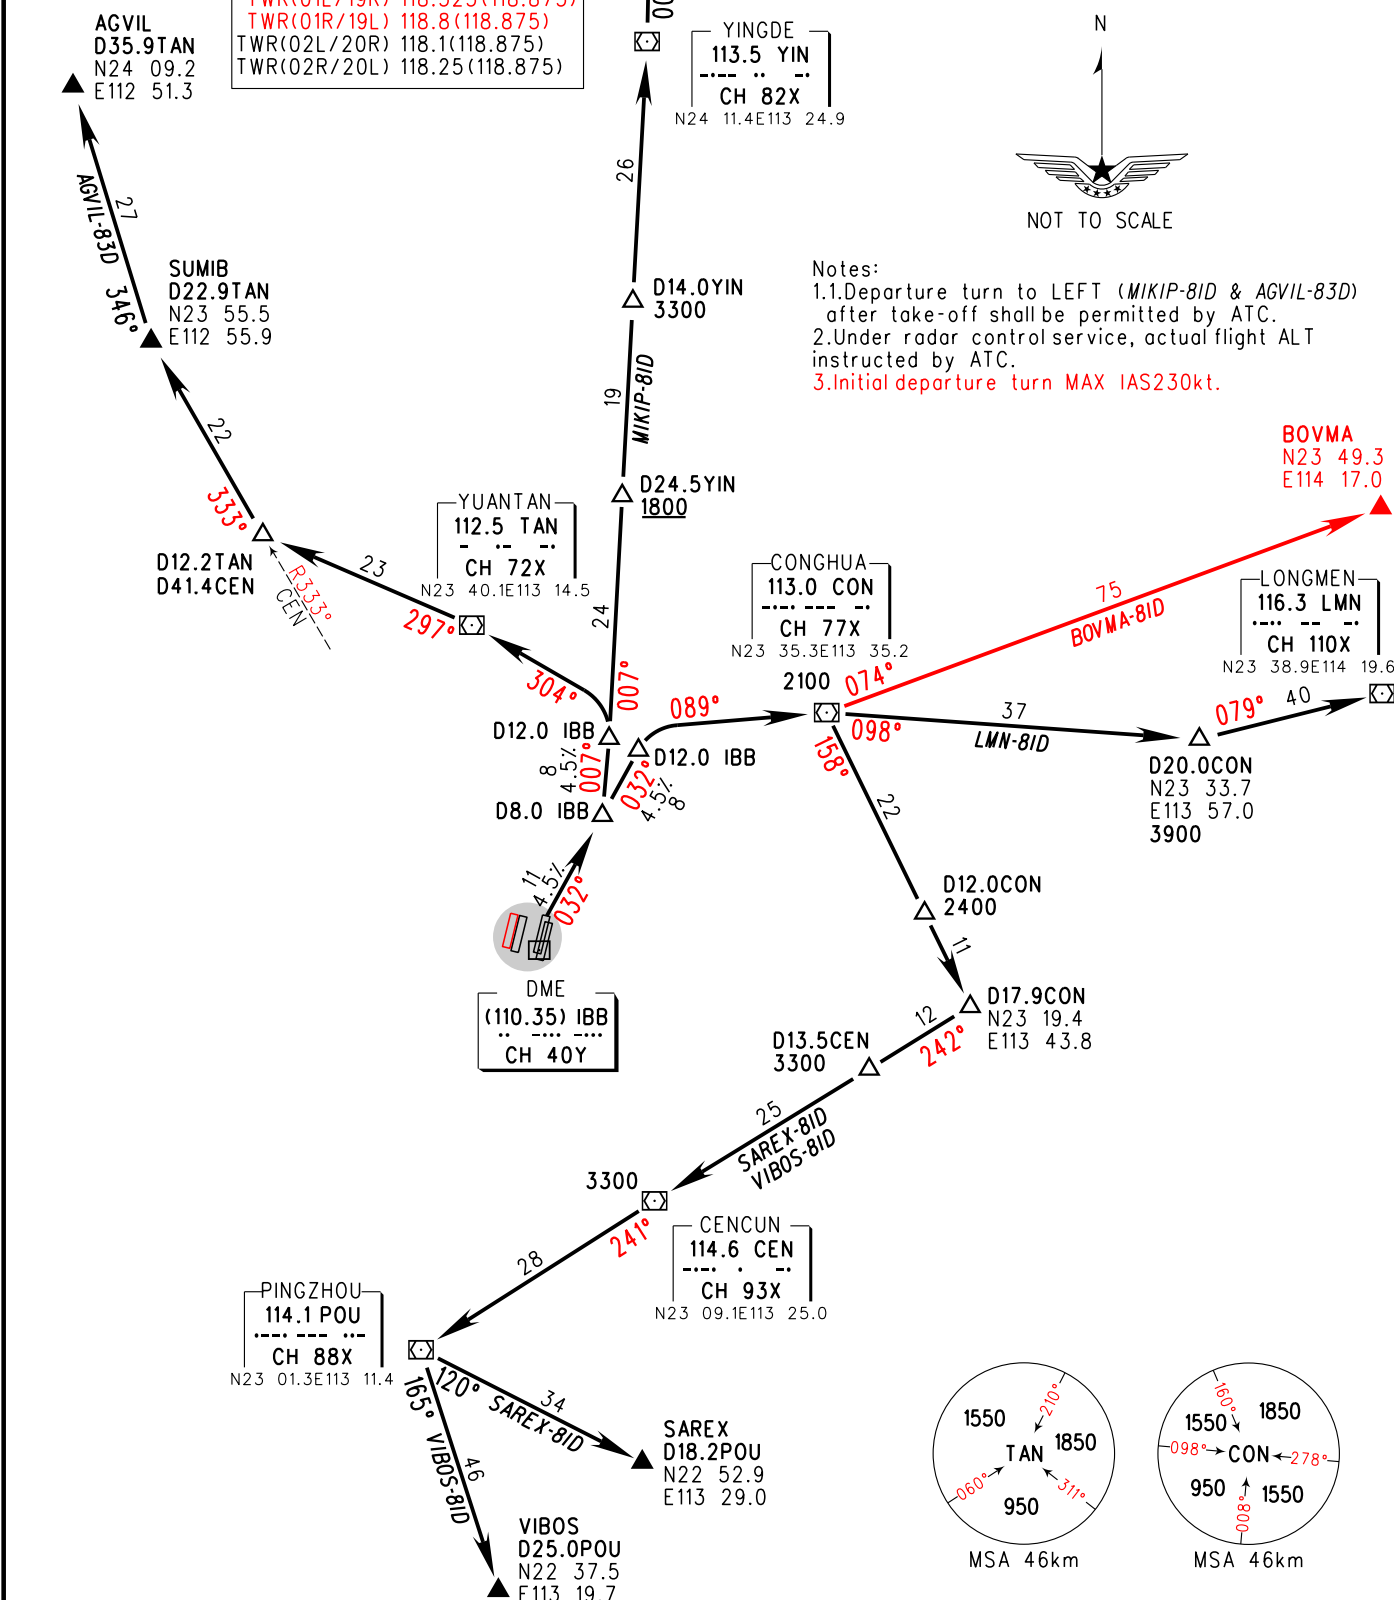 TWR(01L/19R) 118.525(118.875)
TWR(01R/19L) 118.8(118.875)
TWR(02L/20R) 118.1(118.875)
TWR(02R/20L) 118.25(118.875)
AGVIL
D35.9TAN
N24 09.2
E112 51.3
YINGDE
113.5 YIN
-·-- ·· -·
CH 82X
N24 11.4E113 24.9
N
NOT TO SCALE
27
AGVIL-83D
346°
26
SUMIB
D22.9TAN
N23 55.5
E112 55.9
D14.0YIN
3300
Notes:
1.1.Departure turn to LEFT (MIKIP-81D & AGVIL-83D)
after take-off shall be permitted by ATC.
2.Under radar control service, actual flight ALT
instructed by ATC.
3.Initial departure turn MAX IAS230kt.
19
MIKIP-81D
22
333°
BOVMA
N23 49.3
E114 17.0
D24.5YIN
1800
YUANTAN
112.5 TAN
- ·- -·
CH 72X
N23 40.1E113 14.5
D12.2TAN
D41.4CEN
R333°
CEN
23
297°
24
007°
304°
CONGHUA
113.0 CON
-·-· --- -·
CH 77X
N23 35.3E113 35.2
2100
75
BOVMA-81D
074°
LONGMEN
116.3 LMN
·-·· -- -·
CH 110X
N23 38.9E114 19.6
089°
098°
37
LMN-81D
079°
40
158°
D12.0 IBB
D12.0 IBB
8
4.5%
007°
032°
4.5%
8
D8.0 IBB
D20.0CON
N23 33.7
E113 57.0
3900
22
11
4.5%
032°
D12.0CON
2400
11
DME
(110.35) IBB
·· -··· -···
CH 40Y
D17.9CON
N23 19.4
E113 43.8
12
242°
D13.5CEN
3300
25
SAREX-81D
VIBOS-81D
3300
241°
CENCUN
114.6 CEN
-·-· · -·
CH 93X
N23 09.1E113 25.0
28
PINGZHOU
114.1 POU
·--· --- ··-
CH 88X
N23 01.3E113 11.4
120°
34
SAREX-81D
165°
46
VIBOS-81D
SAREX
D18.2POU
N22 52.9
E113 29.0
VIBOS
D25.0POU
N22 37.5
E113 19.7
1550
210°
TAN
1850
060°
311°
950
MSA 46km
160°
1850
1550
098°
CON
278°
950
1550
008°
MSA 46km